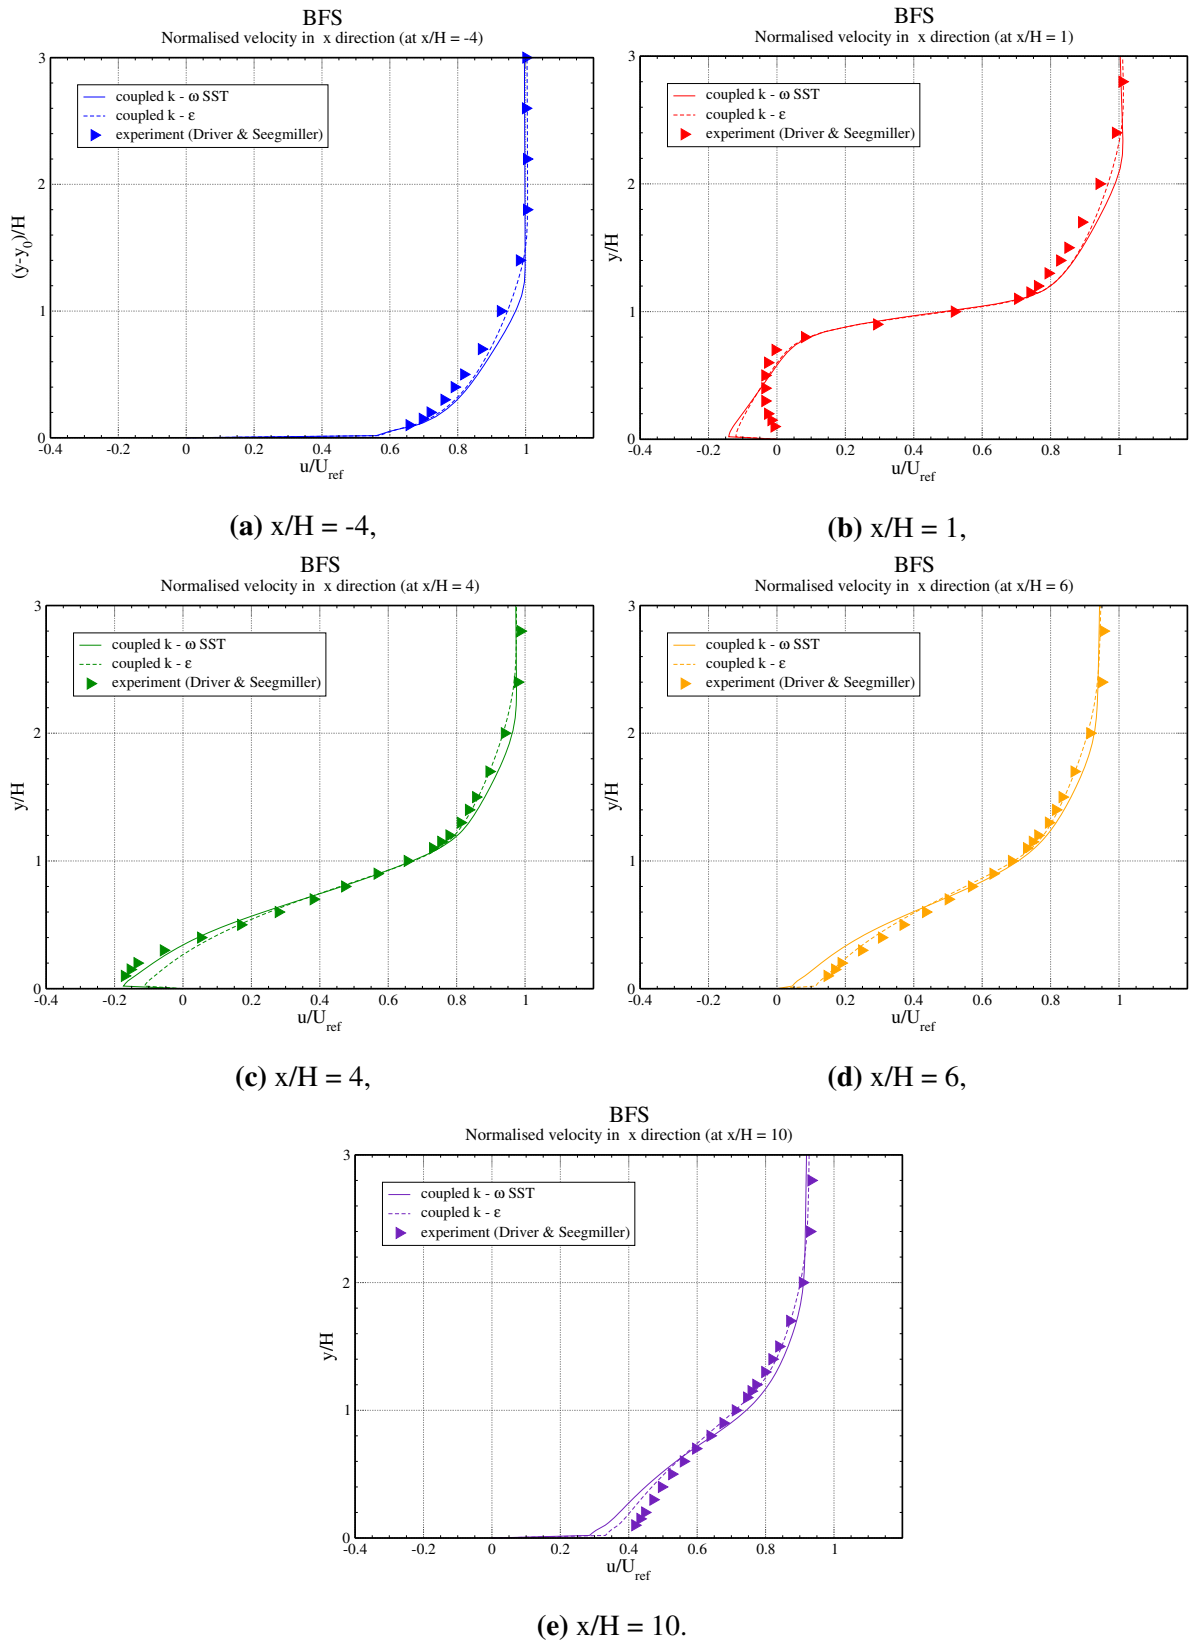 BFS
Normalised velocity in x direction (at x/H = -4)
3
2
1
0
(y-y0)/H
coupled k - ω SST
coupled k - ε
experiment (Driver & Seegmiller)
-0.4 -0.2 0 0.2 0.4 0.6 0.8 1
u/Uref
(a) x/H = -4,
BFS
Normalised velocity in x direction (at x/H = 1)
3
2
1
0
y/H
coupled k - ω SST
coupled k - ε
experiment (Driver & Seegmiller)
-0.4 -0.2 0 0.2 0.4 0.6 0.8 1
u/Uref
(b) x/H = 1,
BFS
Normalised velocity in x direction (at x/H = 4)
3
2
1
0
y/H
coupled k - ω SST
coupled k - ε
experiment (Driver & Seegmiller)
-0.4 -0.2 0 0.2 0.4 0.6 0.8 1
u/Uref
(c) x/H = 4,
BFS
Normalised velocity in x direction (at x/H = 6)
3
2
1
0
y/H
coupled k - ω SST
coupled k - ε
experiment (Driver & Seegmiller)
-0.4 -0.2 0 0.2 0.4 0.6 0.8 1
u/Uref
(d) x/H = 6,
BFS
Normalised velocity in x direction (at x/H = 10)
3
2
1
0
y/H
coupled k - ω SST
coupled k - ε
experiment (Driver & Seegmiller)
-0.4 -0.2 0 0.2 0.4 0.6 0.8 1
u/Uref
(e) x/H = 10.